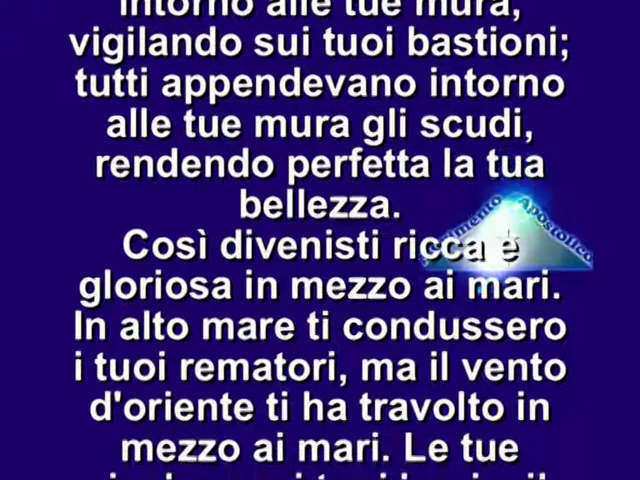 intorno alle tue mura,
vigilando sui tuoi bastioni;
tutti appendevano intorno
alle tue mura gli scudi,
rendendo perfetta la tua
bellezza.
Così divenisti ricca e
gloriosa in mezzo ai mari.
In alto mare ti condussero
i tuoi rematori, ma il vento
d'oriente ti ha travolto in
mezzo ai mari. Le tue
Apostolico